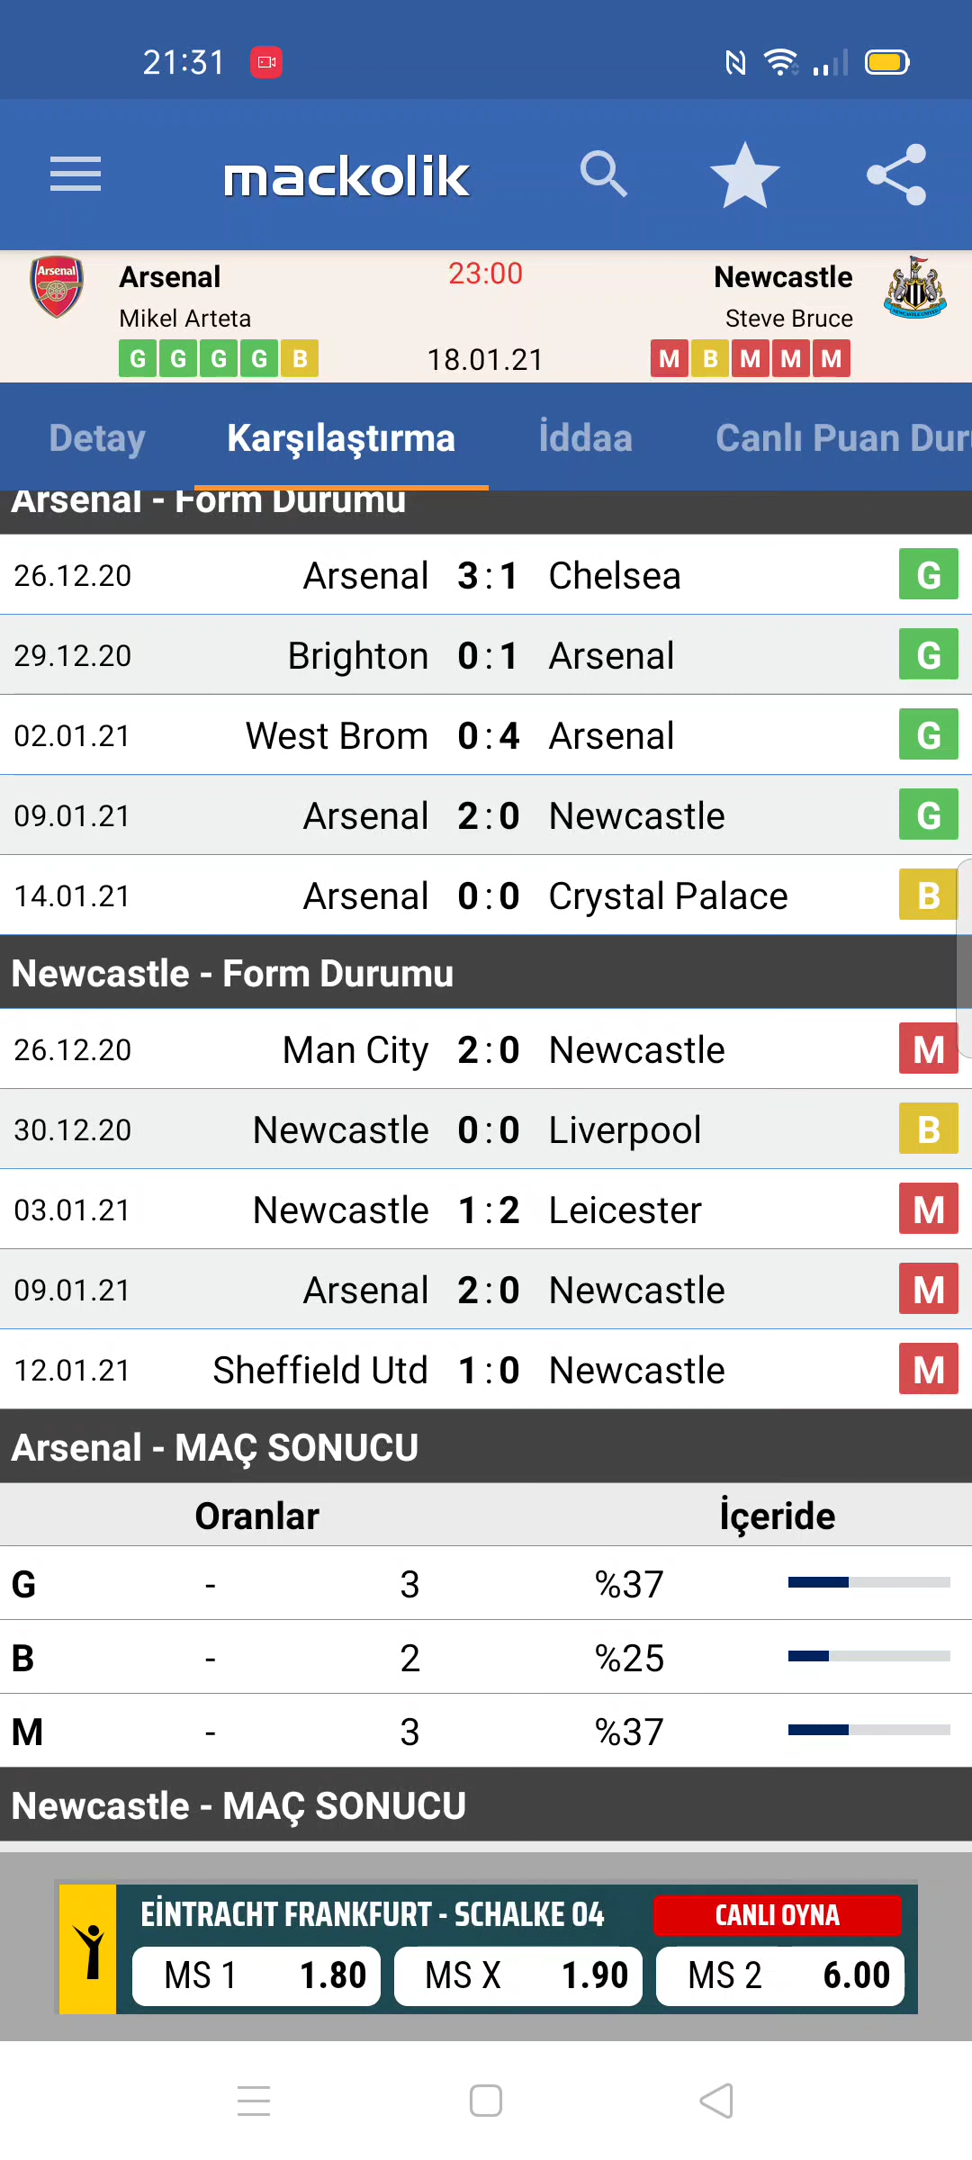 21:31
mackolik
Arsenal 23:00 Newcastle
Mikel Arteta Steve Bruce
G G G G B 18.01.21 M B M M M
Detay Karşılaştırma İddaa Canlı Puan Dur
Arsenal - Form Durumu
26.12.20 Arsenal 3:1 Chelsea G
29.12.20 Brighton 0:1 Arsenal G
02.01.21 West Brom 0:4 Arsenal G
09.01.21 Arsenal 2:0 Newcastle G
14.01.21 Arsenal 0:0 Crystal Palace B
Newcastle - Form Durumu
26.12.20 Man City 2:0 Newcastle M
30.12.20 Newcastle 0:0 Liverpool B
03.01.21 Newcastle 1:2 Leicester M
09.01.21 Arsenal 2:0 Newcastle M
12.01.21 Sheffield Utd 1:0 Newcastle M
Arsenal - MAÇ SONUCU
Oranlar İçeride
G - 3 %37
B - 2 %25
M - 3 %37
Newcastle - MAÇ SONUCU
EİNTRACHT FRANKFURT - SCHALKE 04 CANLI OYNA
MS 1 1.80 MS X 1.90 MS 2 6.00